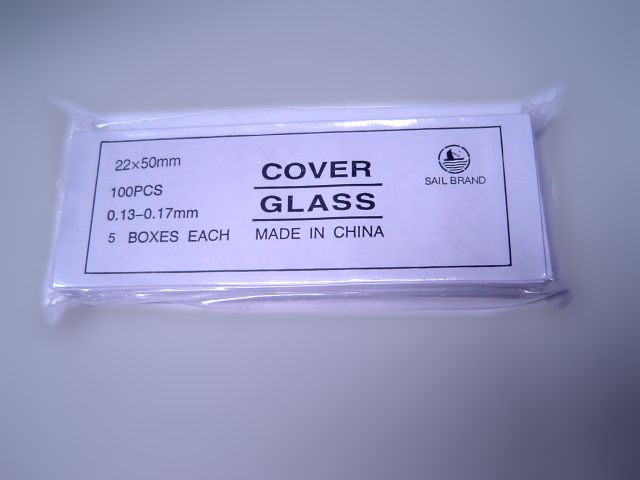 22×50mm
100PCS
0.13-0.17mm
5 BOXES EACH
COVER
GLASS
MADE IN CHINA
SAIL BRAND